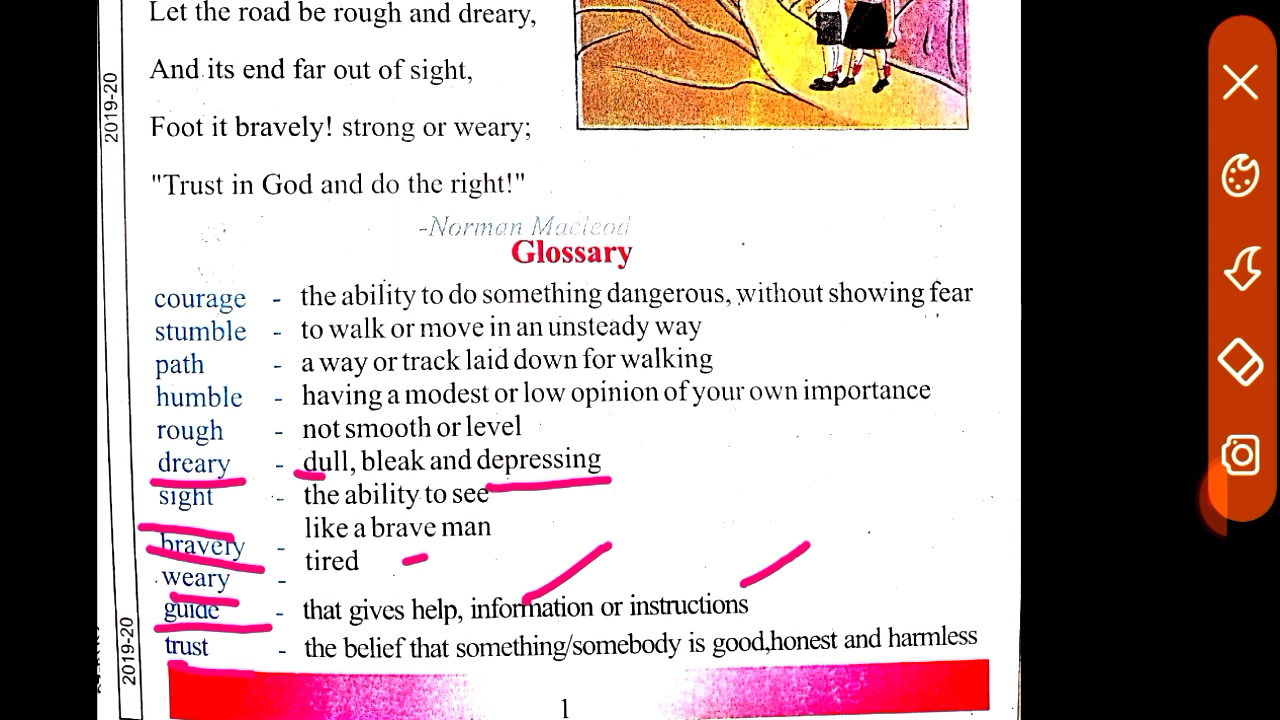 Let the road be rough and dreary,
And its end far out of sight,
Foot it bravely! strong or weary;
"Trust in God and do the right!"
-Norman Macleod
Glossary
courage - the ability to do something dangerous, without showing fear
stumble - to walk or move in an unsteady way
path - a way or track laid down for walking
humble - having a modest or low opinion of your own importance
rough - not smooth or level
dreary - dull, bleak and depressing
sight - the ability to see
bravely - like a brave man
weary - tired
guide - that gives help, information or instructions
trust - the belief that something/somebody is good,honest and harmless
1
2019-20
2019-20